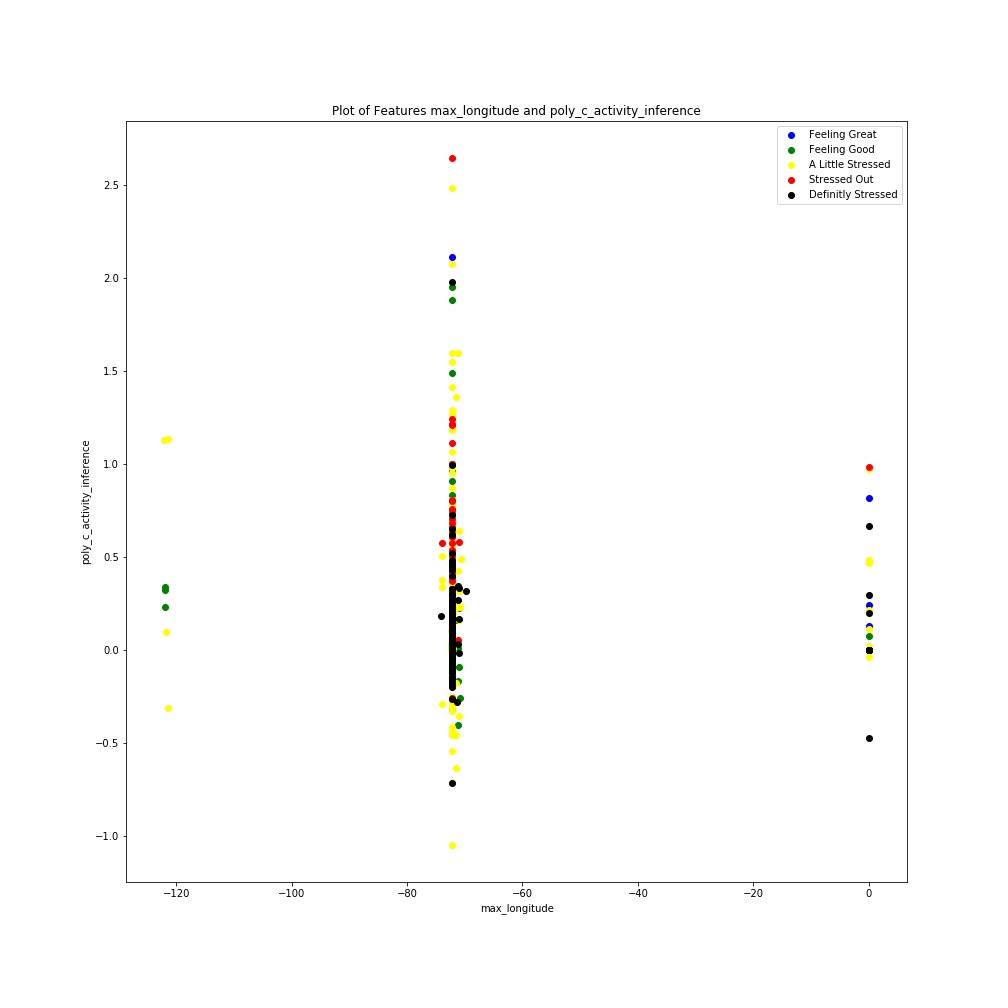 Plot of Features max_longitude and poly_c_activity_inference
Feeling Great
Feeling Good
A Little Stressed
Stressed Out
Definitly Stressed
poly_c_activity_inference
2.5
2.0
1.5
1.0
0.5
0.0
−0.5
−1.0
−120
−100
−80
−60
−40
−20
0
max_longitude